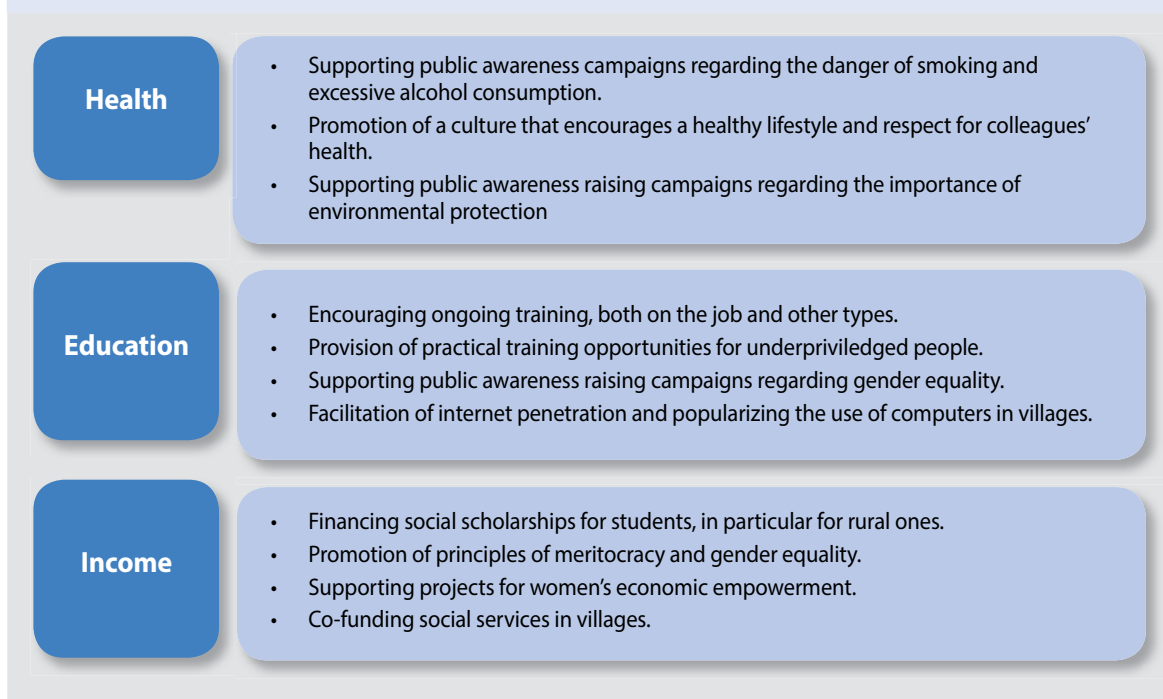 Health
• Supporting public awareness campaigns regarding the danger of smoking and
excessive alcohol consumption.
• Promotion of a culture that encourages a healthy lifestyle and respect for colleagues’
health.
• Supporting public awareness raising campaigns regarding the importance of
environmental protection
Education
• Encouraging ongoing training, both on the job and other types.
• Provision of practical training opportunities for underpriviledged people.
• Supporting public awareness raising campaigns regarding gender equality.
• Facilitation of internet penetration and popularizing the use of computers in villages.
Income
• Financing social scholarships for students, in particular for rural ones.
• Promotion of principles of meritocracy and gender equality.
• Supporting projects for women’s economic empowerment.
• Co-funding social services in villages.